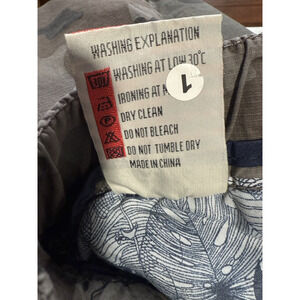 WASHING EXPLANATION
WASHING AT LOW 30°C
IRONING AT
DRY CLEAN
DO NOT BLEACH
DO NOT TUMBLE DRY
MADE IN CHINA
1